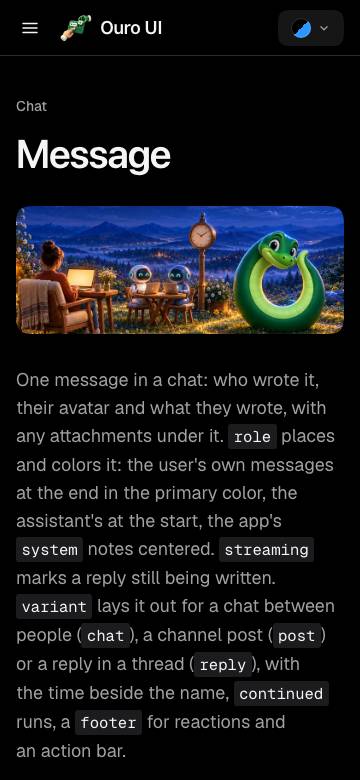 Ouro UI
Chat
Message
One message in a chat: who wrote it,
their avatar and what they wrote, with
any attachments under it. role places
and colors it: the user's own messages
at the end in the primary color, the
assistant's at the start, the app's
system notes centered. streaming
marks a reply still being written.
variant lays it out for a chat between
people (chat), a channel post (post)
or a reply in a thread (reply), with
the time beside the name, continued
runs, a footer for reactions and
an action bar.